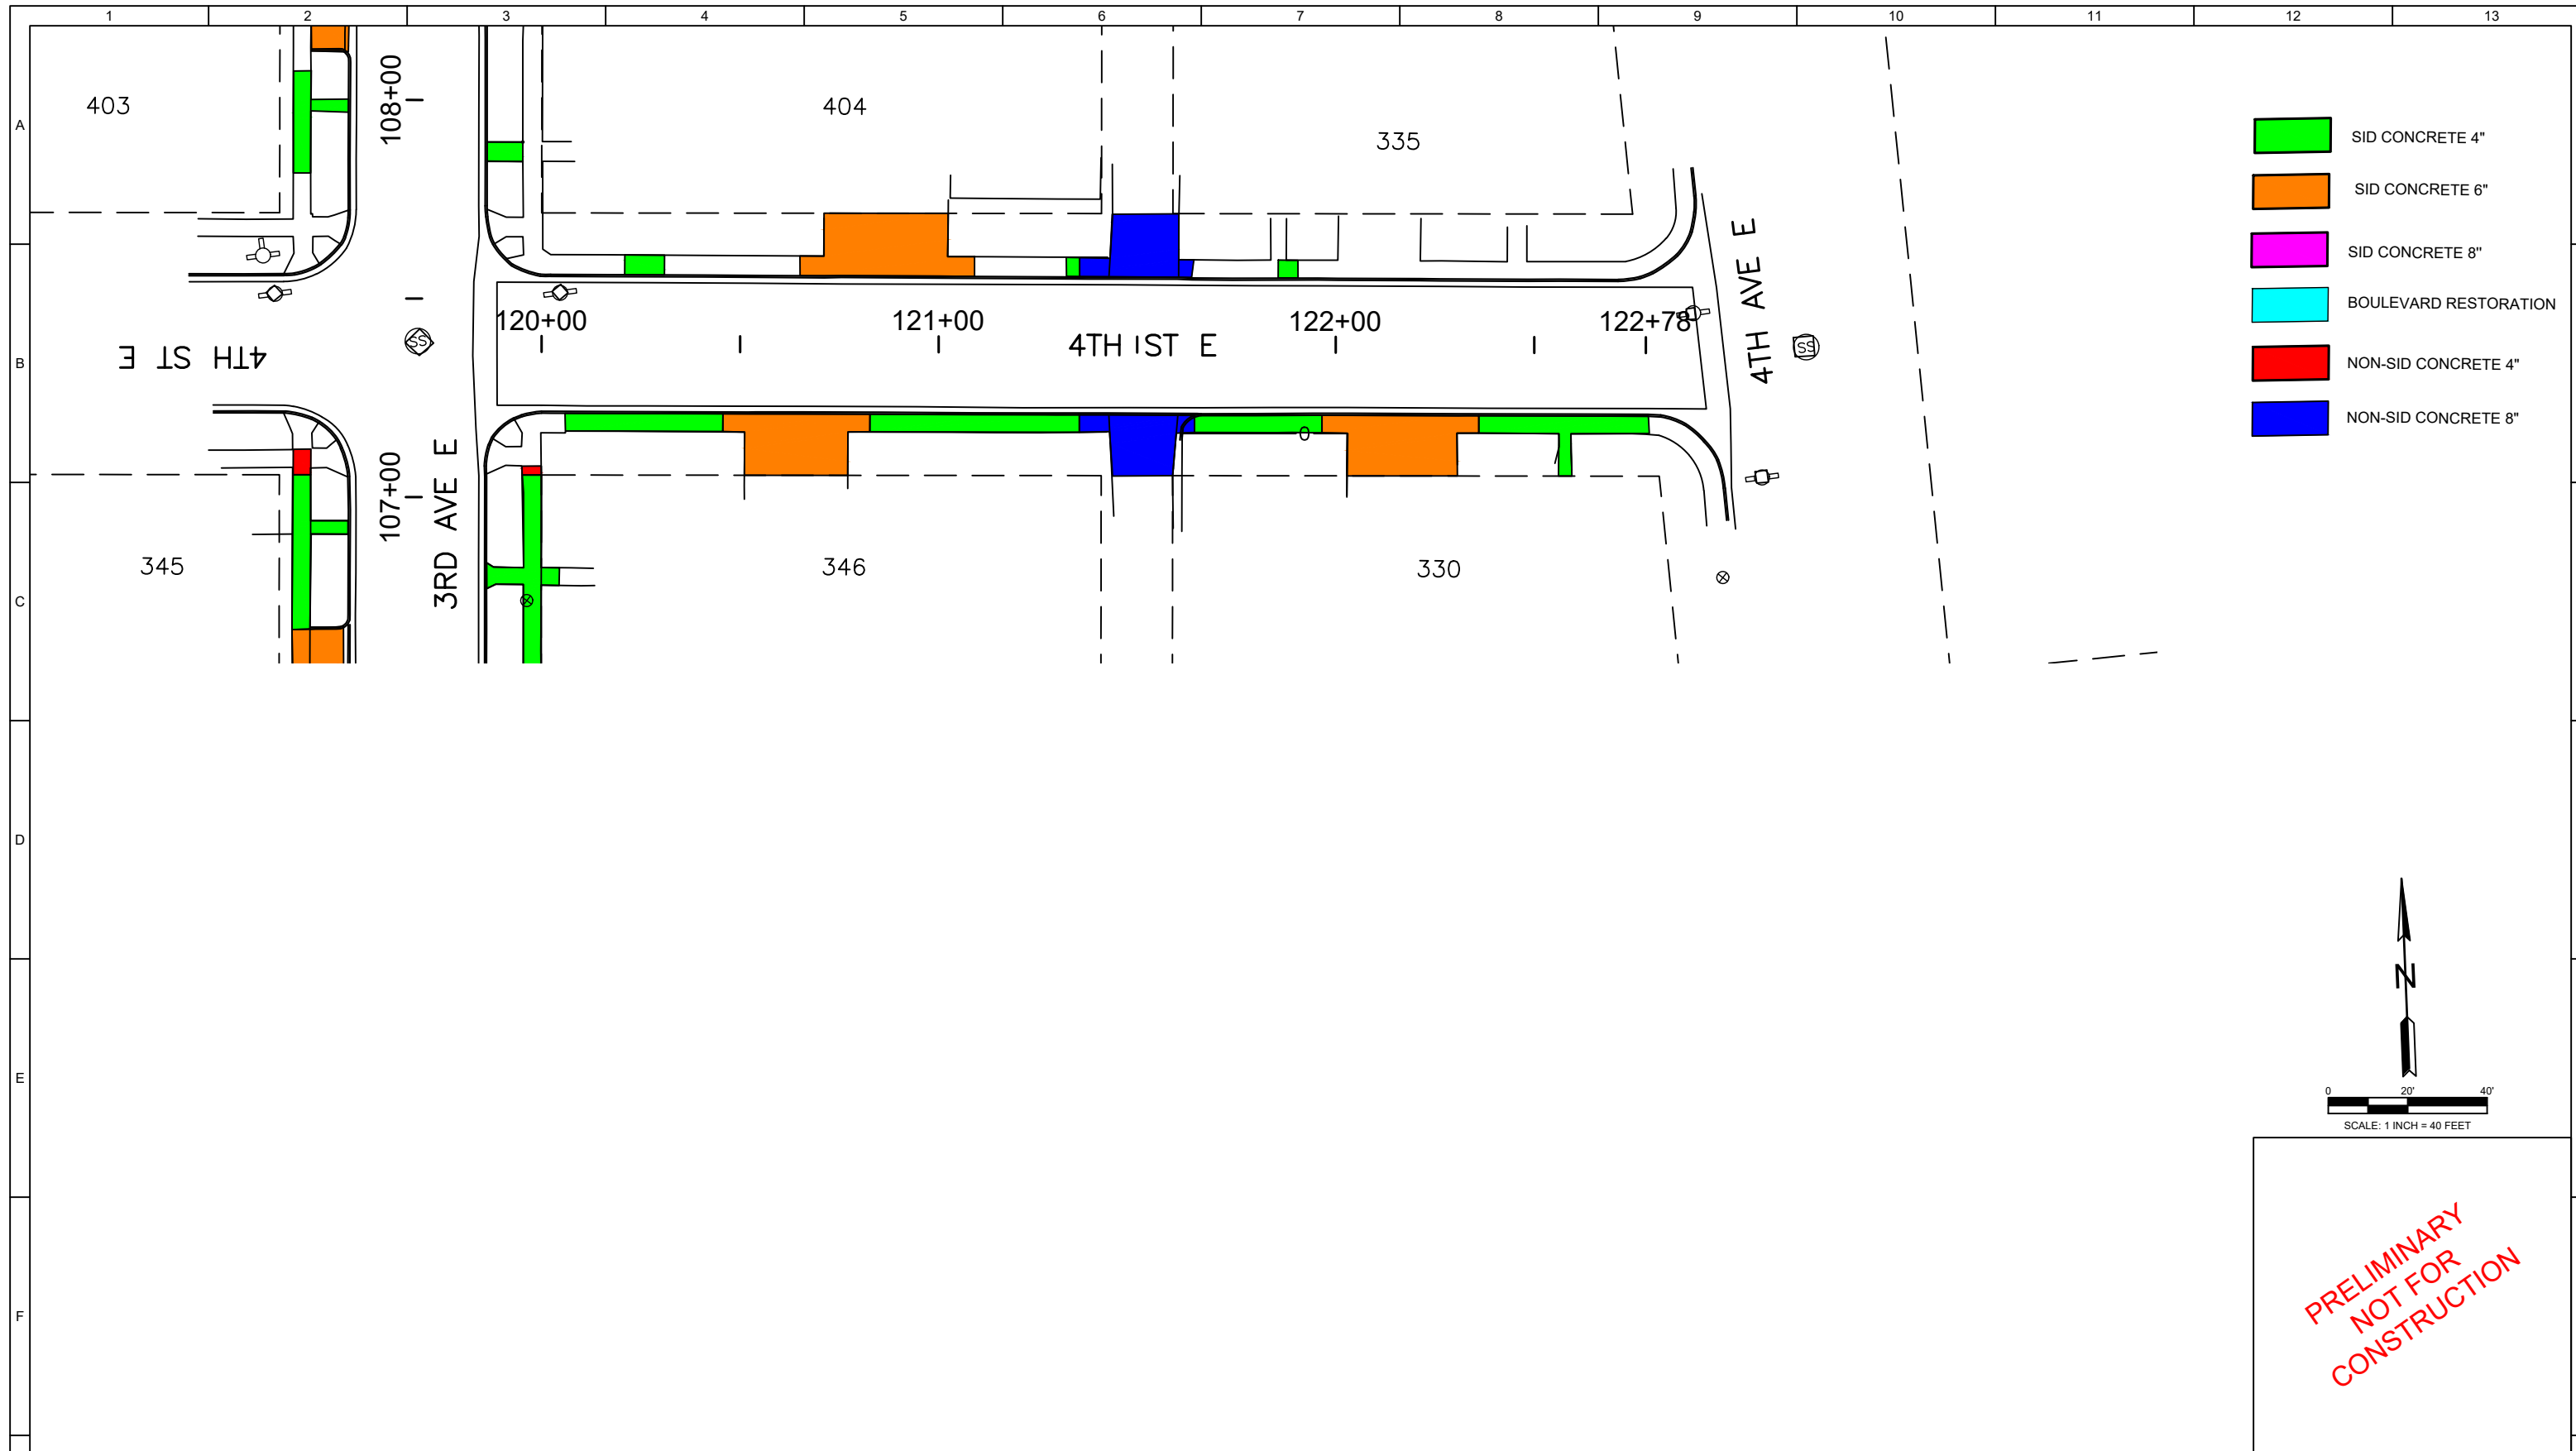 1 2 3 4 5 6 7 8 9 10 11 12 13
A
B
C
D
E
F
403
404
335
345
346
330
108+00
107+00
3RD AVE E
4TH ST E
120+00 121+00 122+00 122+78
4TH ST E
4TH AVE E
SS
SS
0
SID CONCRETE 4"
SID CONCRETE 6"
SID CONCRETE 8"
BOULEVARD RESTORATION
NON-SID CONCRETE 4"
NON-SID CONCRETE 8"
N
0 20' 40'
SCALE: 1 INCH = 40 FEET
PRELIMINARY
NOT FOR
CONSTRUCTION